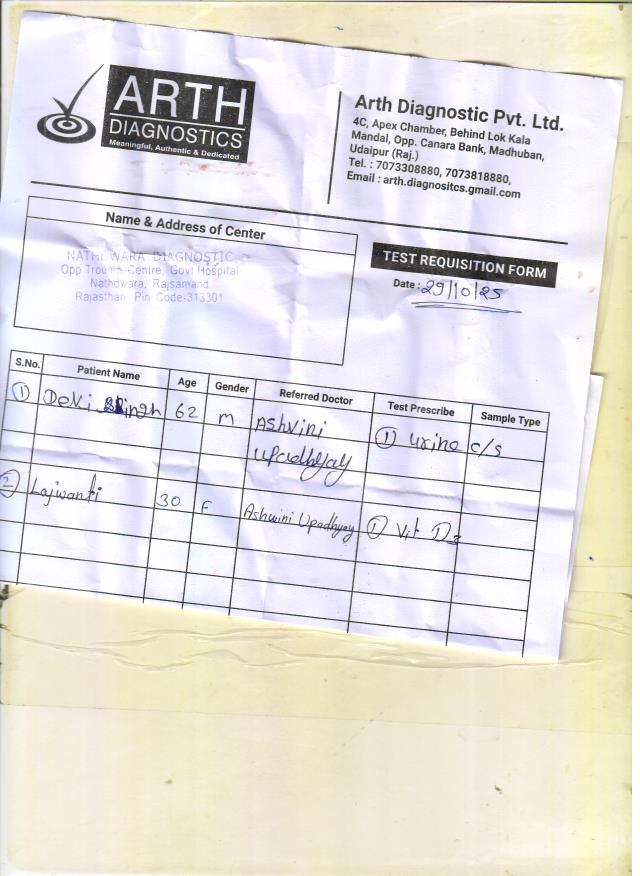 ARTH
DIAGNOSTICS
Meaningful, Authentic & Dedicated
Arth Diagnostic Pvt. Ltd.
4C, Apex Chamber, Behind Lok Kala
Mandal, Opp. Canara Bank, Madhuban,
Udaipur (Raj.)
Tel. : 7073308880, 7073818880,
Email : arth.diagnositcs.gmail.com
Name & Address of Center
NATHDWARA DIAGNOSTIC
Opp Trouma Centre, Govt Hospital
Nathdwara, Rajsamand
Rajasthan Pin Code-313301
TEST REQUISITION FORM
Date : 29/10/25
S.No. Patient Name Age Gender Referred Doctor Test Prescribe Sample Type
1 Devi Singh 62 M Ashvini Upadhyay 1 Urine c/s
2 Lajwanti 30 F Ashwini Upadhyay 1 Vit D3